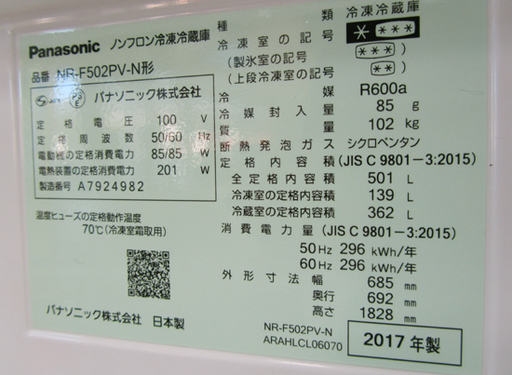 Panasonic ノンフロン冷凍冷蔵庫
品番 NR-F502PV-N形
パナソニック株式会社
定格電圧 100 V
定格周波数 50/60 Hz
電動機の定格消費電力 85/85 W
電熱装置の定格消費電力 201 W
製造番号 A7924982
温度ヒューズの定格動作温度
70℃(冷凍室霜取用)
パナソニック株式会社 日本製
種類 冷凍冷蔵庫
冷凍室の記号 ****
(製氷室の記号) (***)
(上段冷凍室の記号) (**)
冷媒 R600a
冷媒封入量 85 g
質量 102 kg
断熱発泡ガス シクロペンタン
定格内容積 (JIS C 9801-3:2015)
全定格内容積 501 L
冷凍室の定格内容積 139 L
冷蔵室の定格内容積 362 L
消費電力量 (JIS C 9801-3:2015)
50Hz 296 kWh/年
60Hz 296 kWh/年
外形寸法 幅 685 mm
奥行 692 mm
高さ 1828 mm
NR-F502PV-N
ARAHLCL06070
2017年製